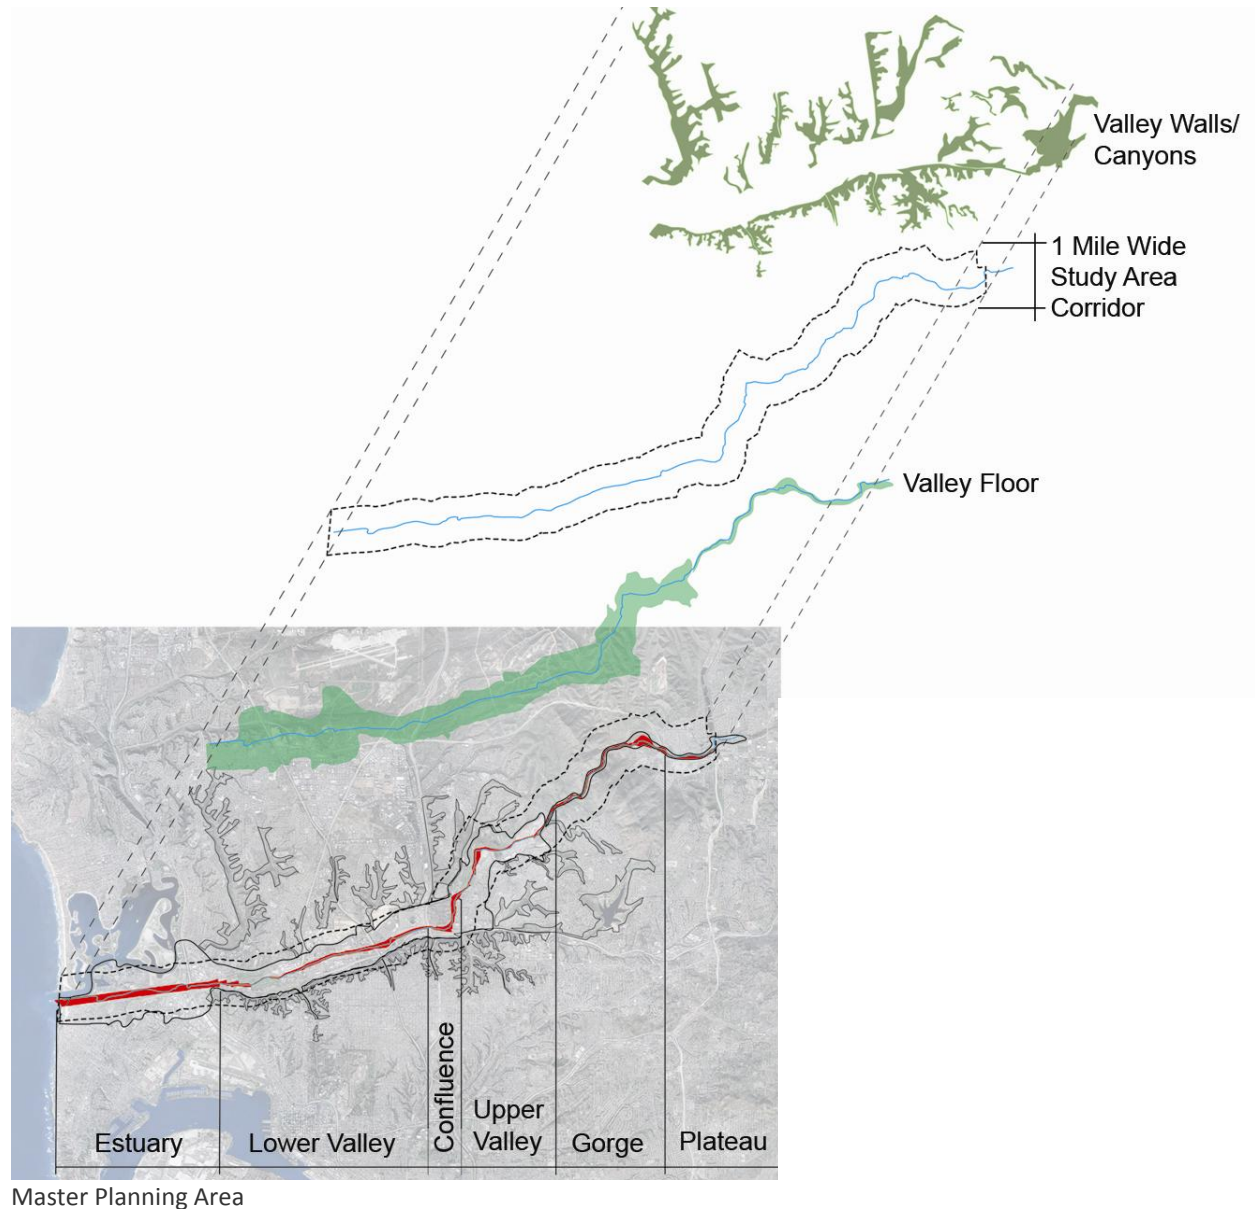 Valley Walls/
Canyons
1 Mile Wide
Study Area
Corridor
Valley Floor
Estuary
Lower Valley
Confluence
Upper
Valley
Gorge
Plateau
Master Planning Area